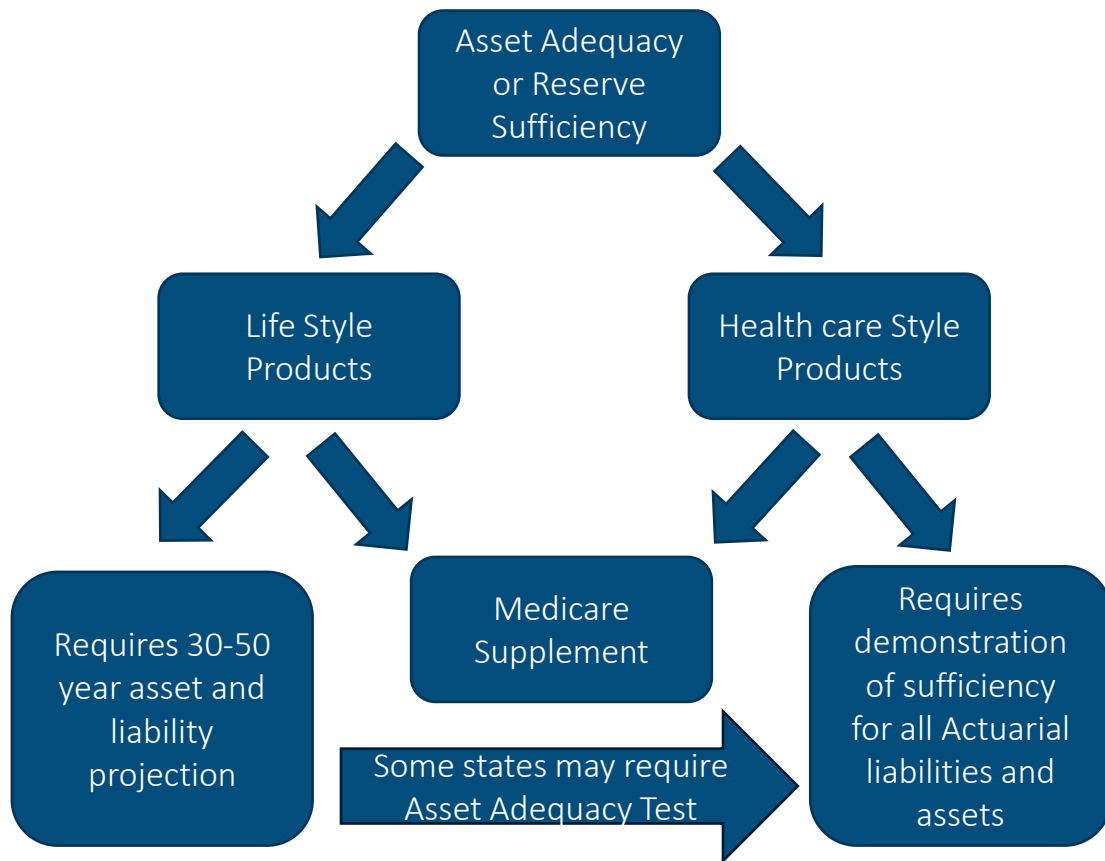 Asset Adequacy
or Reserve
Sufficiency
Life Style
Products
Health care Style
Products
Requires 30-50
year asset and
liability
projection
Medicare
Supplement
Requires
demonstration
of sufficiency
for all Actuarial
liabilities and
assets
Some states may require
Asset Adequacy Test